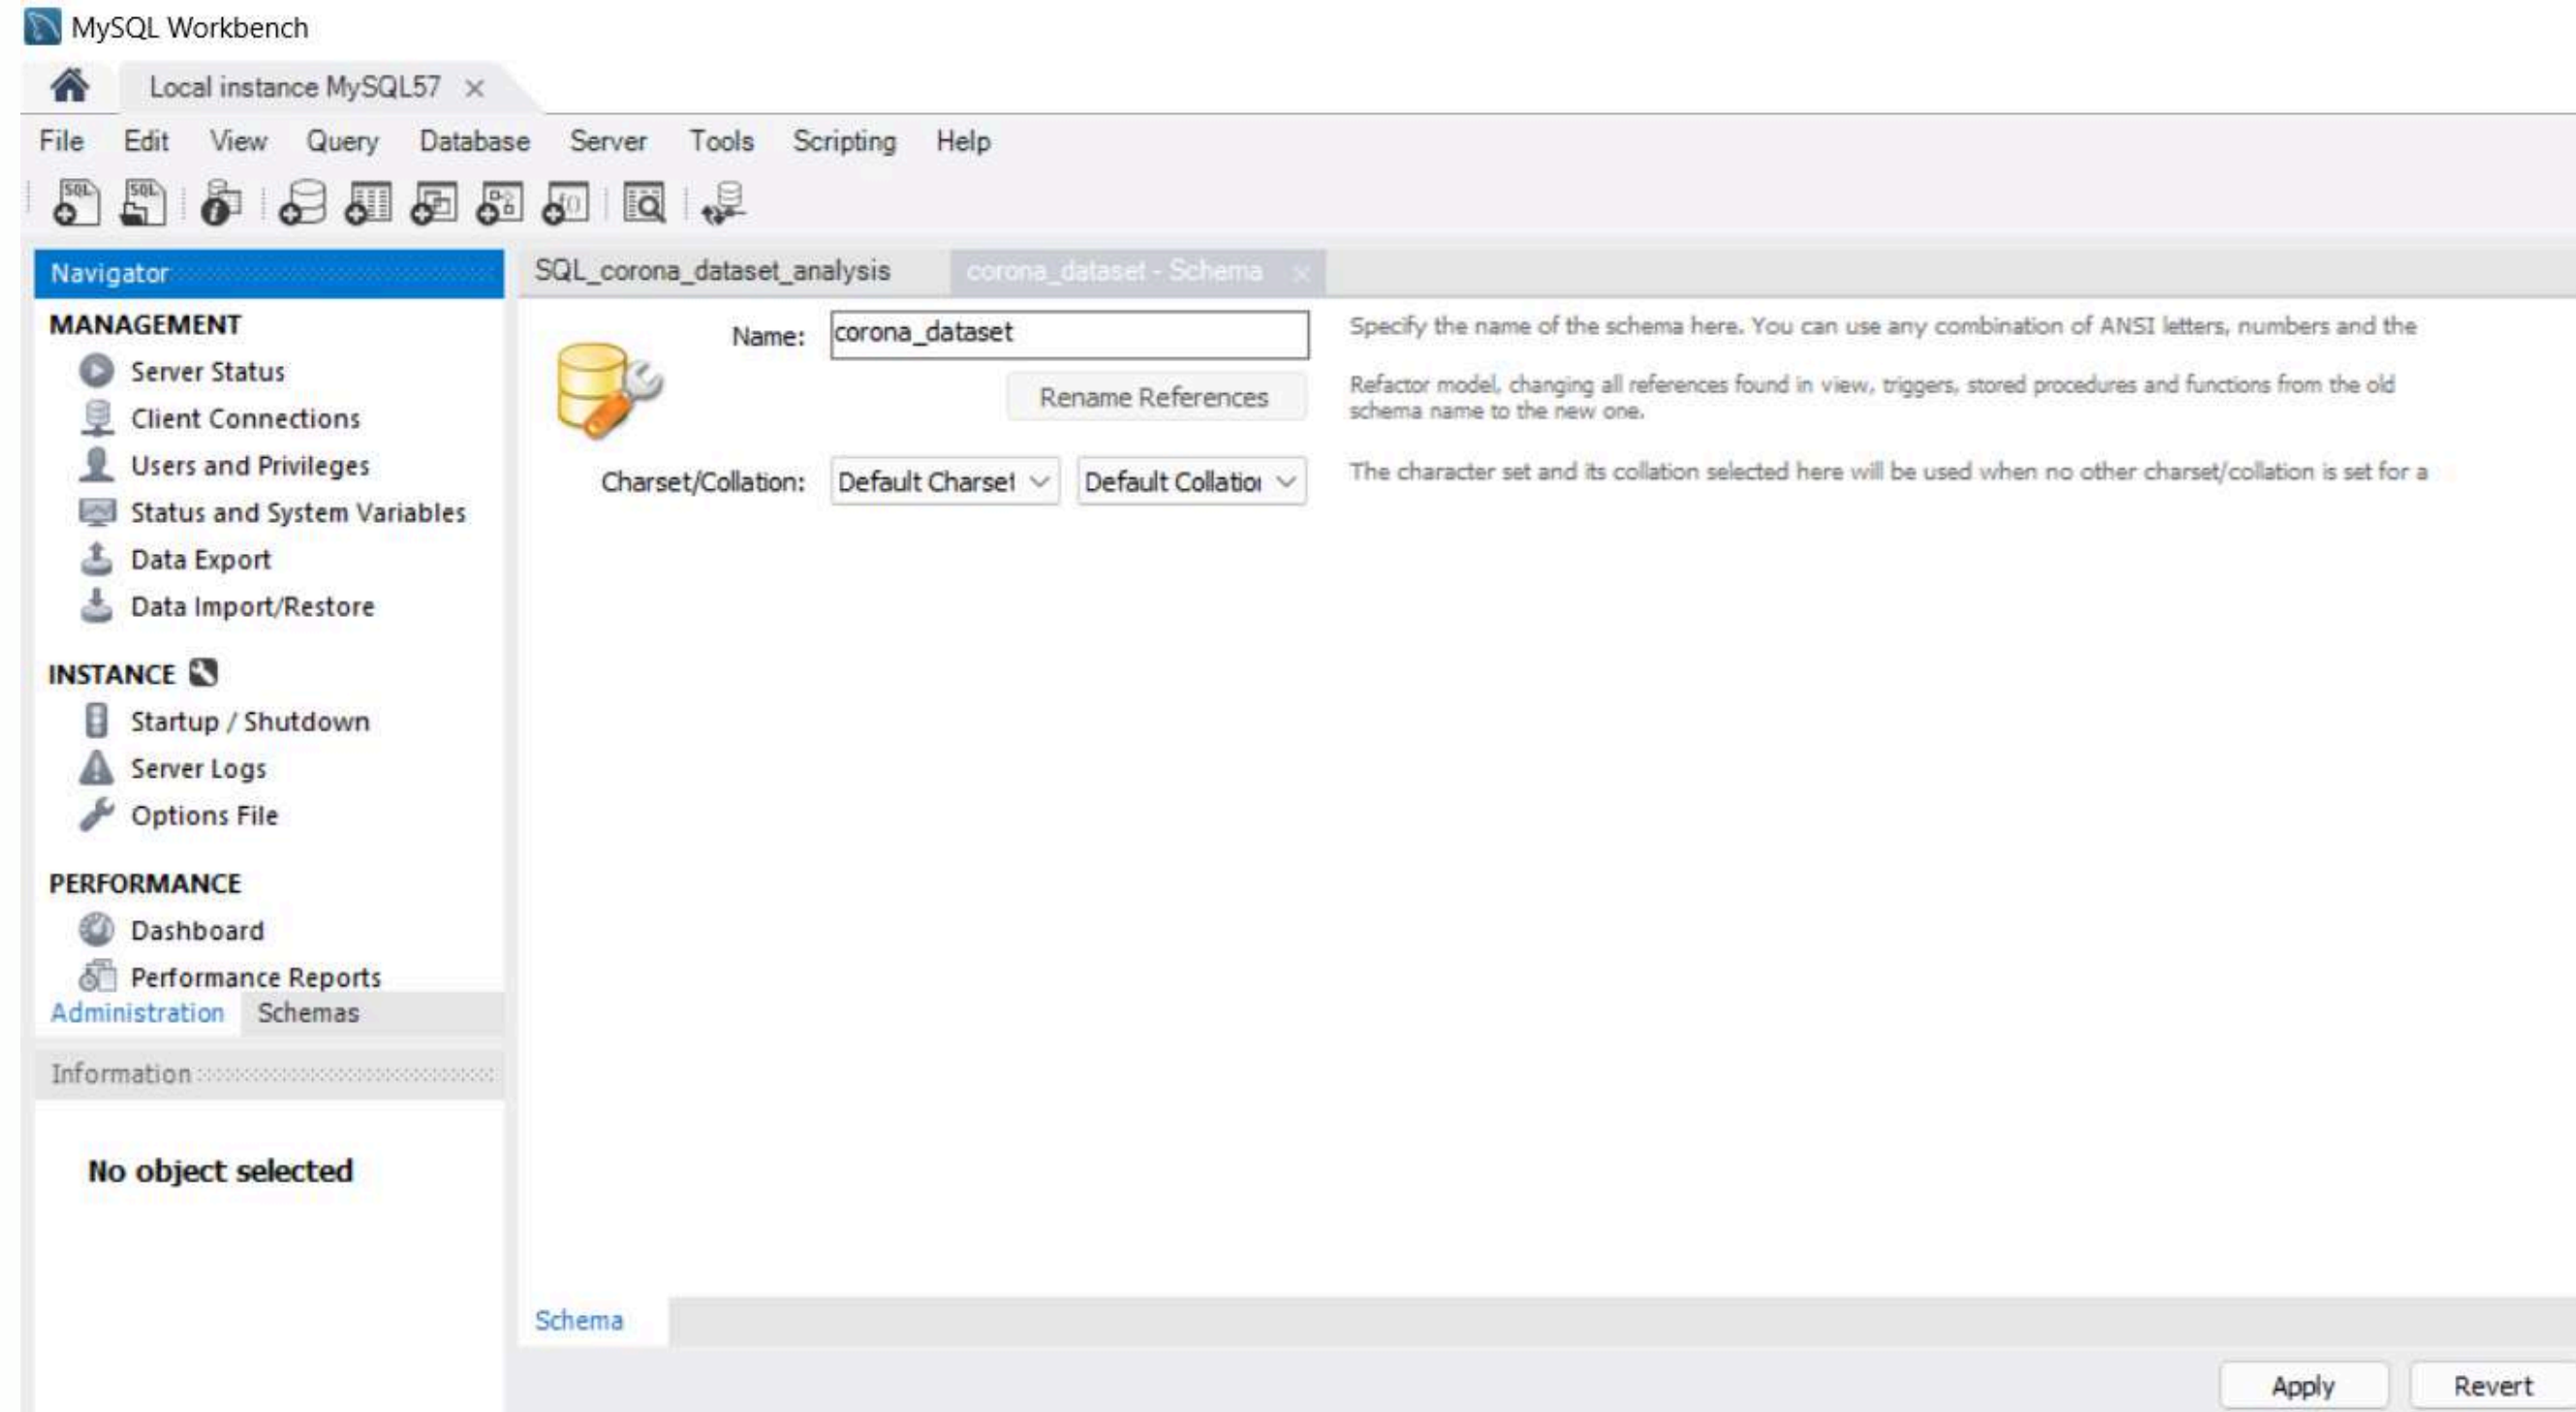 MySQL Workbench
Local instance MySQL57
File Edit View Query Database Server Tools Scripting Help
SQL SQL
Navigator
MANAGEMENT
Server Status
Client Connections
Users and Privileges
Status and System Variables
Data Export
Data Import/Restore
INSTANCE
Startup / Shutdown
Server Logs
Options File
PERFORMANCE
Dashboard
Performance Reports
Administration Schemas
Information
No object selected
SQL_corona_dataset_analysis corona_dataset - Schema
Name: corona_dataset Specify the name of the schema here. You can use any combination of ANSI letters, numbers and the
Rename References Refactor model, changing all references found in view, triggers, stored procedures and functions from the old
schema name to the new one.
Charset/Collation: Default Charset Default Collatio The character set and its collation selected here will be used when no other charset/collation is set for a
Schema
Apply Revert